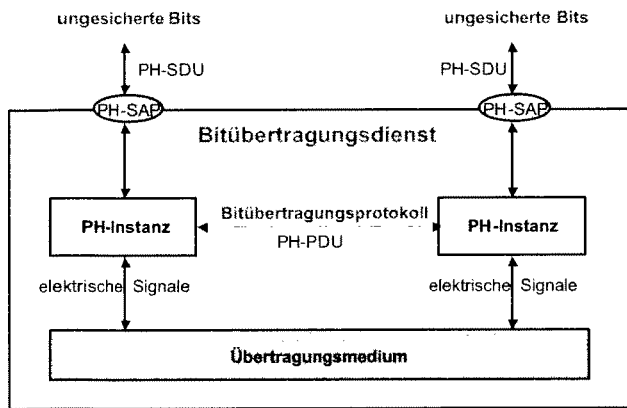 ungesicherte Bits ungesicherte Bits
PH-SDU PH-SDU
PH-SAP PH-SAP
Bitübertragungsdienst
PH-Instanz Bitübertragungsprotokoll PH-Instanz
PH-PDU
elektrische Signale elektrische Signale
Übertragungsmedium